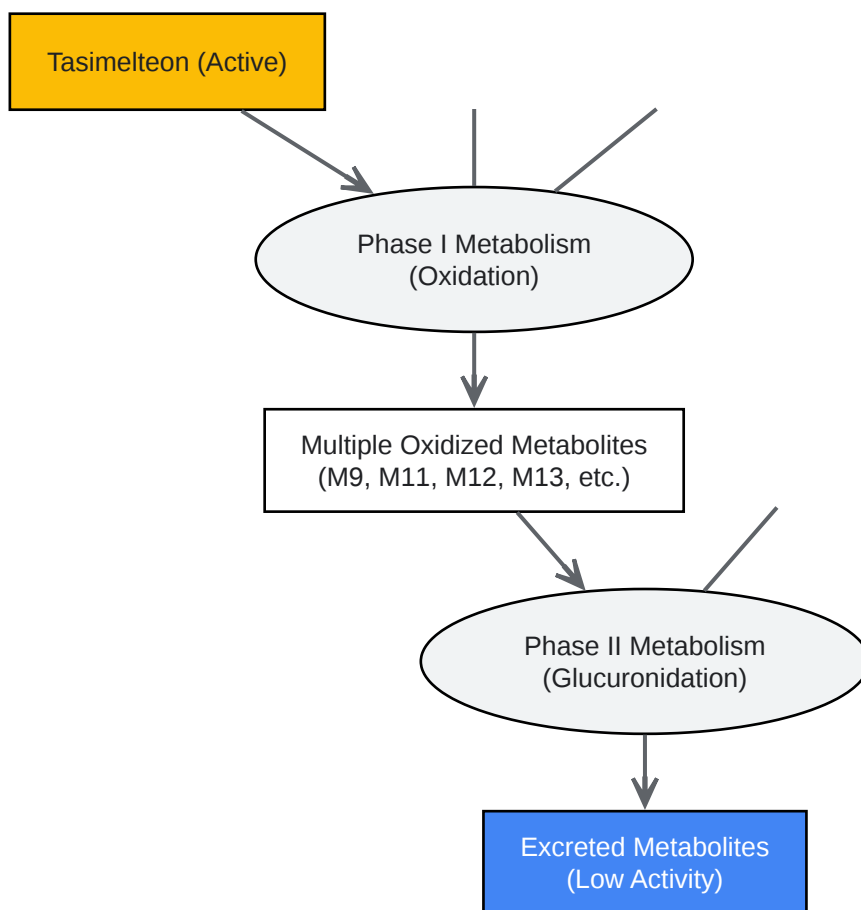 Tasimelteon (Active)
Phase I Metabolism
(Oxidation)
Multiple Oxidized Metabolites
(M9, M11, M12, M13, etc.)
Phase II Metabolism
(Glucuronidation)
Excreted Metabolites
(Low Activity)